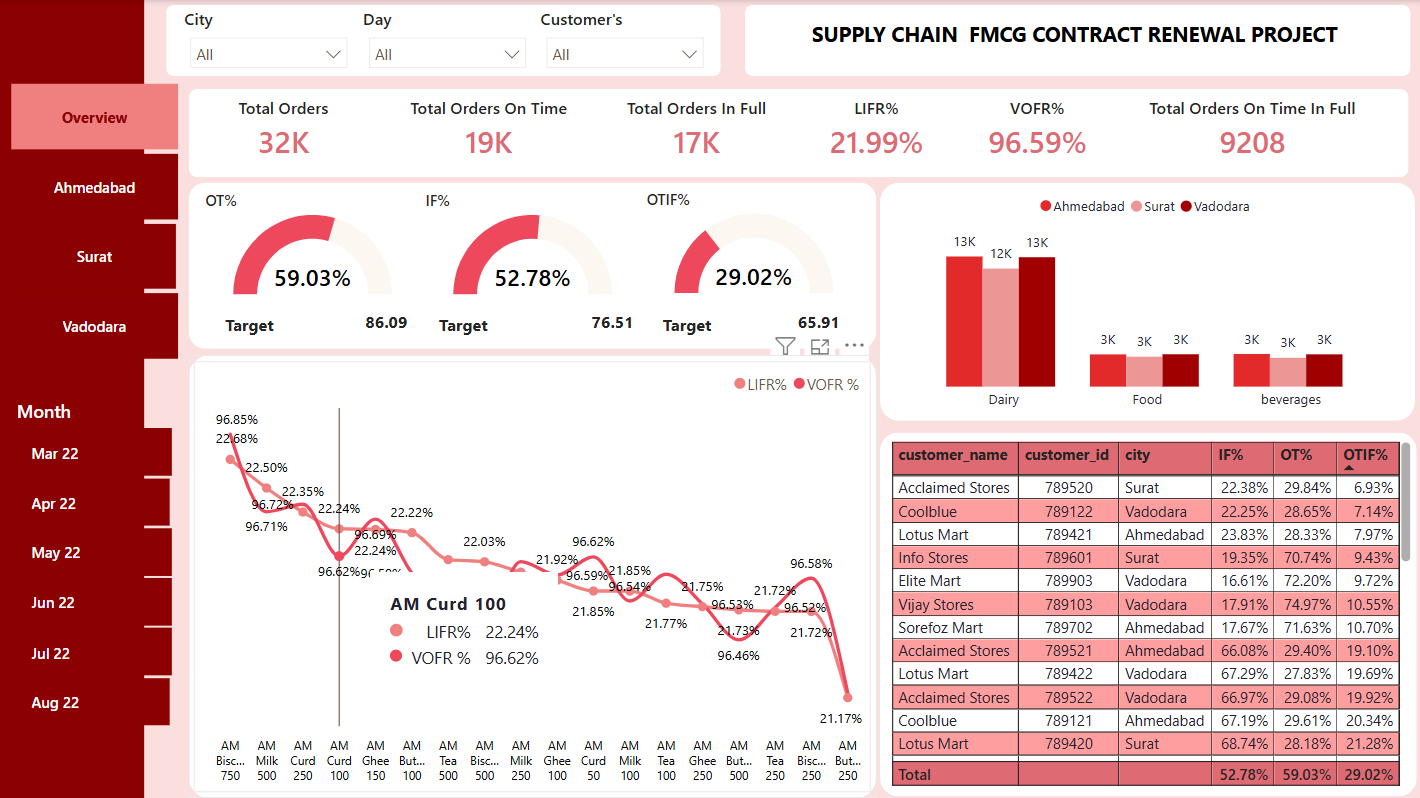 City Day Customer's
All All All
SUPPLY CHAIN FMCG CONTRACT RENEWAL PROJECT
Overview
Ahmedabad
Surat
Vadodara
Month
Mar 22
Apr 22
May 22
Jun 22
Jul 22
Aug 22
Total Orders Total Orders On Time Total Orders In Full LIFR% VOFR% Total Orders On Time In Full
32K 19K 17K 21.99% 96.59% 9208
OT%
59.03%
Target 86.09
IF%
52.78%
Target 76.51
OTIF%
29.02%
Target 65.91
Ahmedabad Surat Vadodara
13K 12K 13K
3K 3K 3K
3K 3K 3K
Dairy Food beverages
LIFR% VOFR %
96.85%
22.68%
22.50%
96.72%
96.71%
22.35%
22.24%
96.62%
96.69%
22.24%
22.22%
22.03%
21.92%
96.62%
96.59%
21.85%
21.85%
96.54%
21.77%
21.75%
96.53%
21.73%
96.46%
21.72%
96.52%
21.72%
96.58%
21.17%
AM Curd 100
LIFR% 22.24%
VOFR % 96.62%
AM AM AM AM AM AM AM AM AM AM AM AM AM AM AM AM AM AM
Bisc... Milk Curd Curd Ghee But... Tea Bisc... Milk Ghee Curd Milk Tea Ghee But... Tea Bisc... But...
750 500 250 100 150 100 500 500 250 100 50 100 100 250 500 250 250 250
customer_name customer_id city IF% OT% OTIF%
Acclaimed Stores 789520 Surat 22.38% 29.84% 6.93%
Coolblue 789122 Vadodara 22.25% 28.65% 7.14%
Lotus Mart 789421 Ahmedabad 23.83% 28.33% 7.97%
Info Stores 789601 Surat 19.35% 70.74% 9.43%
Elite Mart 789903 Vadodara 16.61% 72.20% 9.72%
Vijay Stores 789103 Vadodara 17.91% 74.97% 10.55%
Sorefoz Mart 789702 Ahmedabad 17.67% 71.63% 10.70%
Acclaimed Stores 789521 Ahmedabad 66.08% 29.40% 19.10%
Lotus Mart 789422 Vadodara 67.29% 27.83% 19.69%
Acclaimed Stores 789522 Vadodara 66.97% 29.08% 19.92%
Coolblue 789121 Ahmedabad 67.19% 29.61% 20.34%
Lotus Mart 789420 Surat 68.74% 28.18% 21.28%
Total 52.78% 59.03% 29.02%